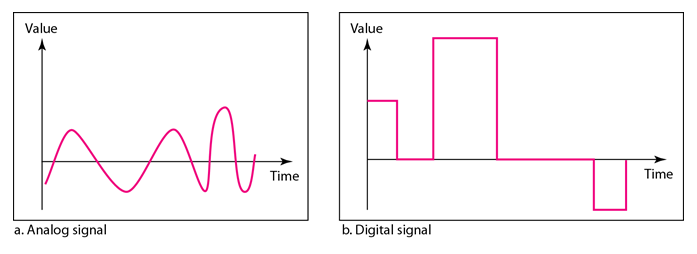 Value
Time
a. Analog signal
Value
Time
b. Digital signal